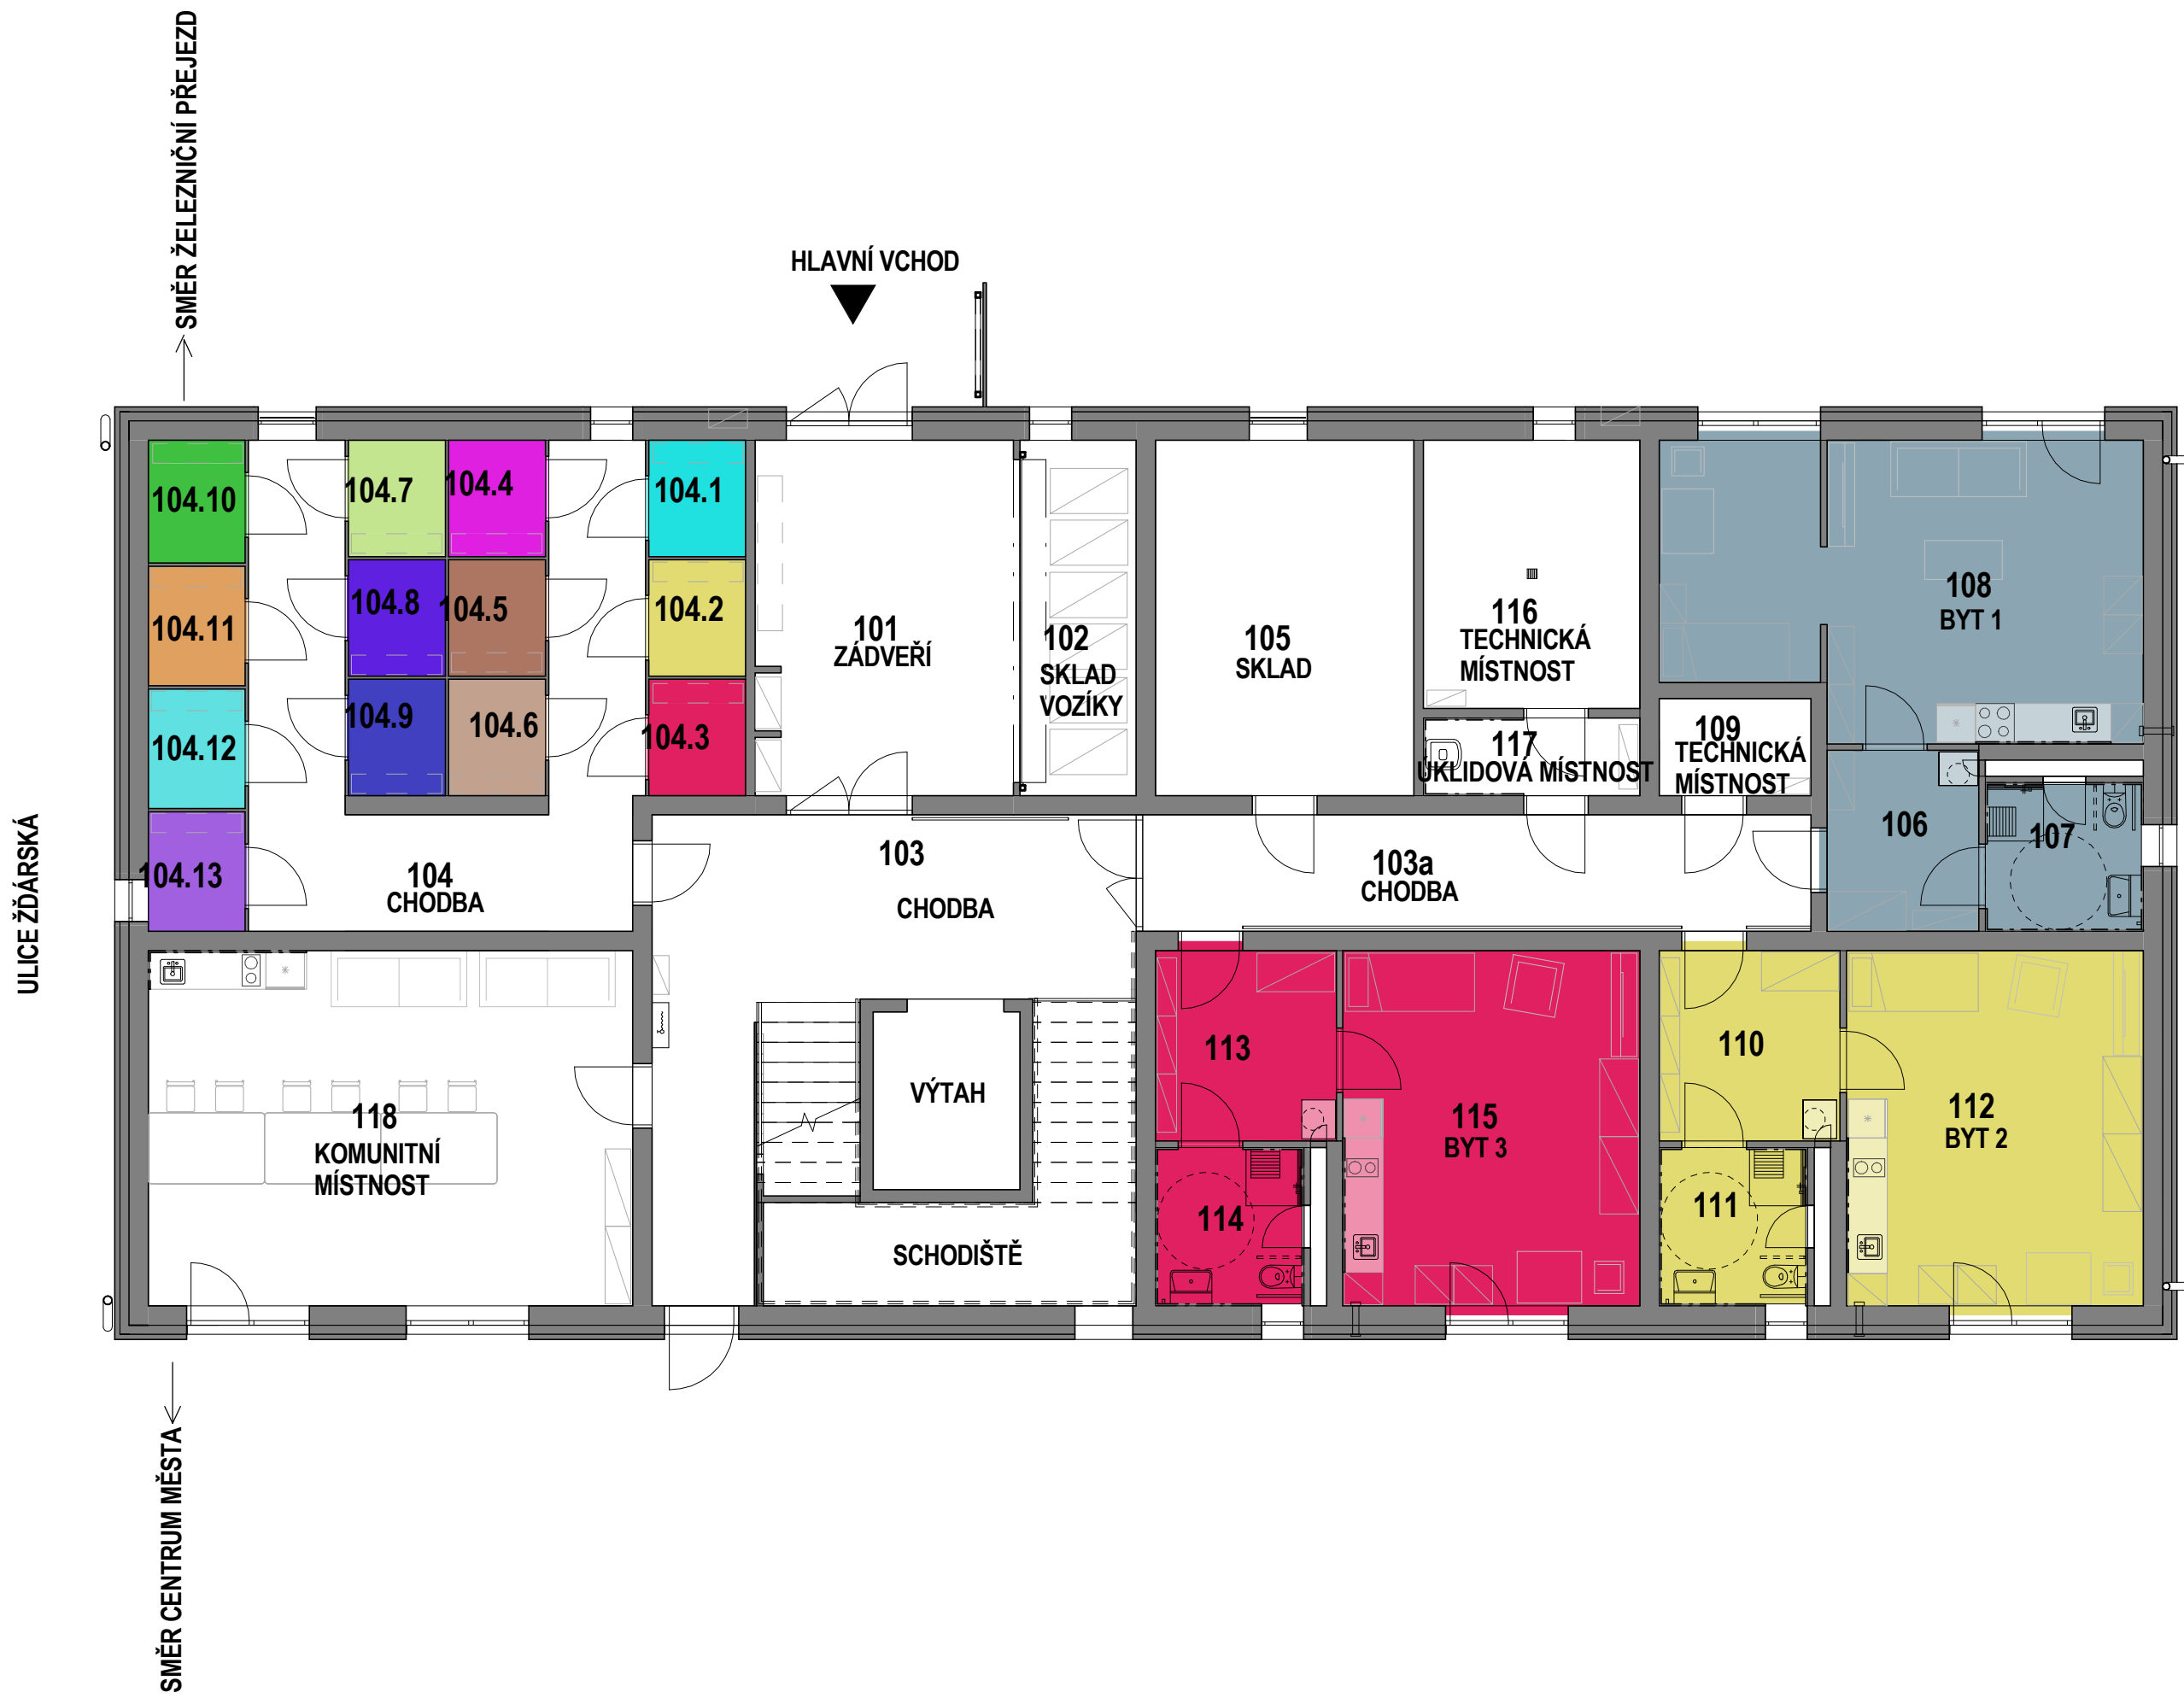 SMĚR ŽELEZNIČNÍ PŘEJEZD
HLAVNÍ VCHOD
104.10
104.7
104.4
104.1
104.11
104.8
104.5
104.2
104.12
104.9
104.6
104.3
104.13
104
CHODBA
101
ZÁDVEŘÍ
102
SKLAD
VOZÍKY
105
SKLAD
116
TECHNICKÁ
MÍSTNOST
117
UKLIDOVÁ MÍSTNOST
109
TECHNICKÁ
MÍSTNOST
108
BYT 1
106
107
103
CHODBA
103a
CHODBA
ULICE ŽĎÁRSKÁ
118
KOMUNITNÍ
MÍSTNOST
VÝTAH
SCHODIŠTĚ
113
114
115
BYT 3
110
111
112
BYT 2
SMĚR CENTRUM MĚSTA